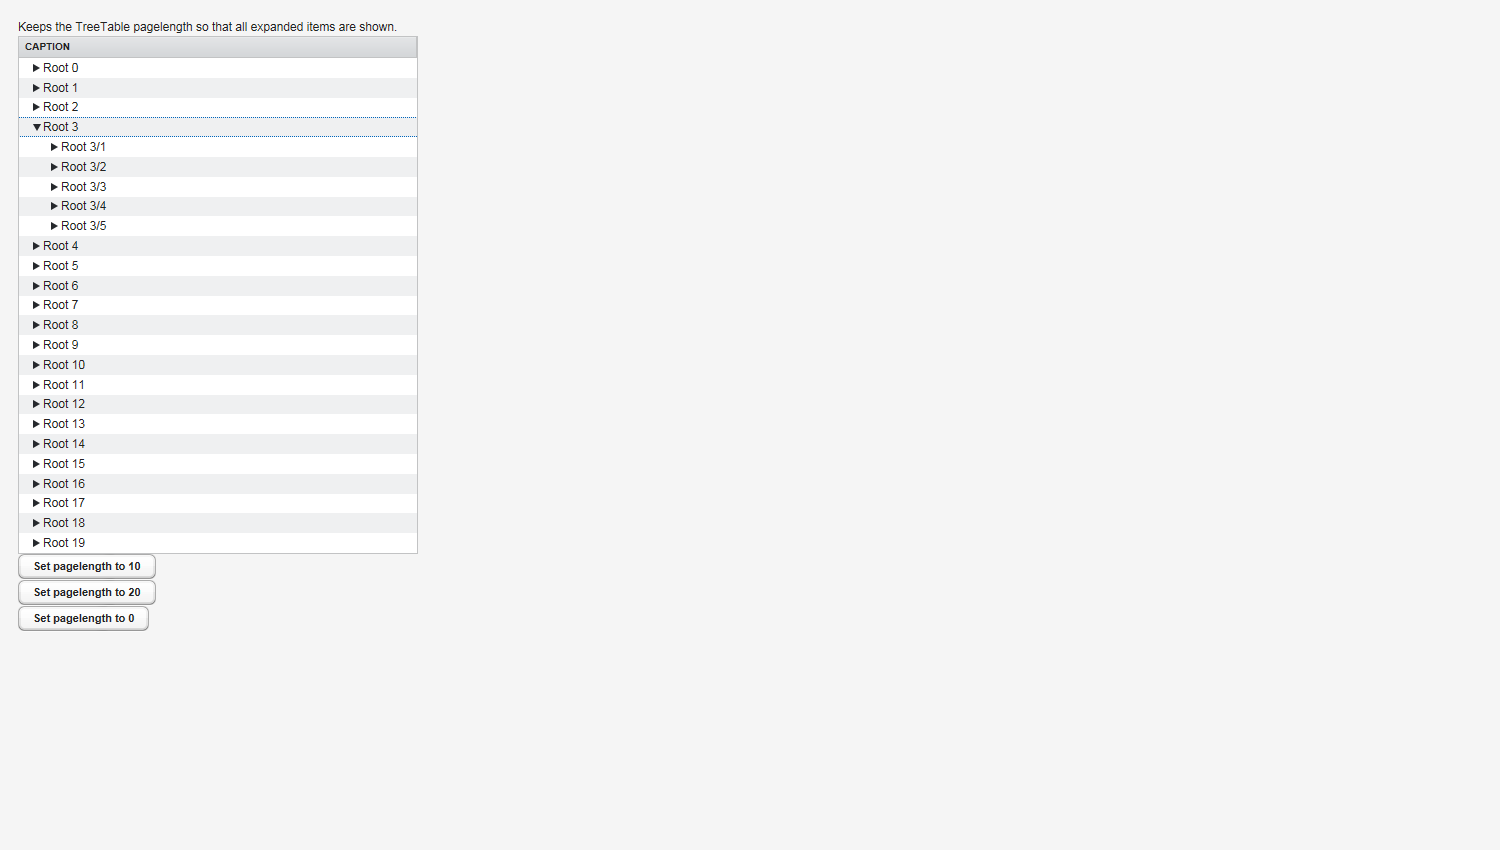 Keeps the TreeTable pagelength so that all expanded items are shown.
CAPTION
Root 0
Root 1
Root 2
Root 3
Root 3/1
Root 3/2
Root 3/3
Root 3/4
Root 3/5
Root 4
Root 5
Root 6
Root 7
Root 8
Root 9
Root 10
Root 11
Root 12
Root 13
Root 14
Root 15
Root 16
Root 17
Root 18
Root 19
Set pagelength to 10
Set pagelength to 20
Set pagelength to 0